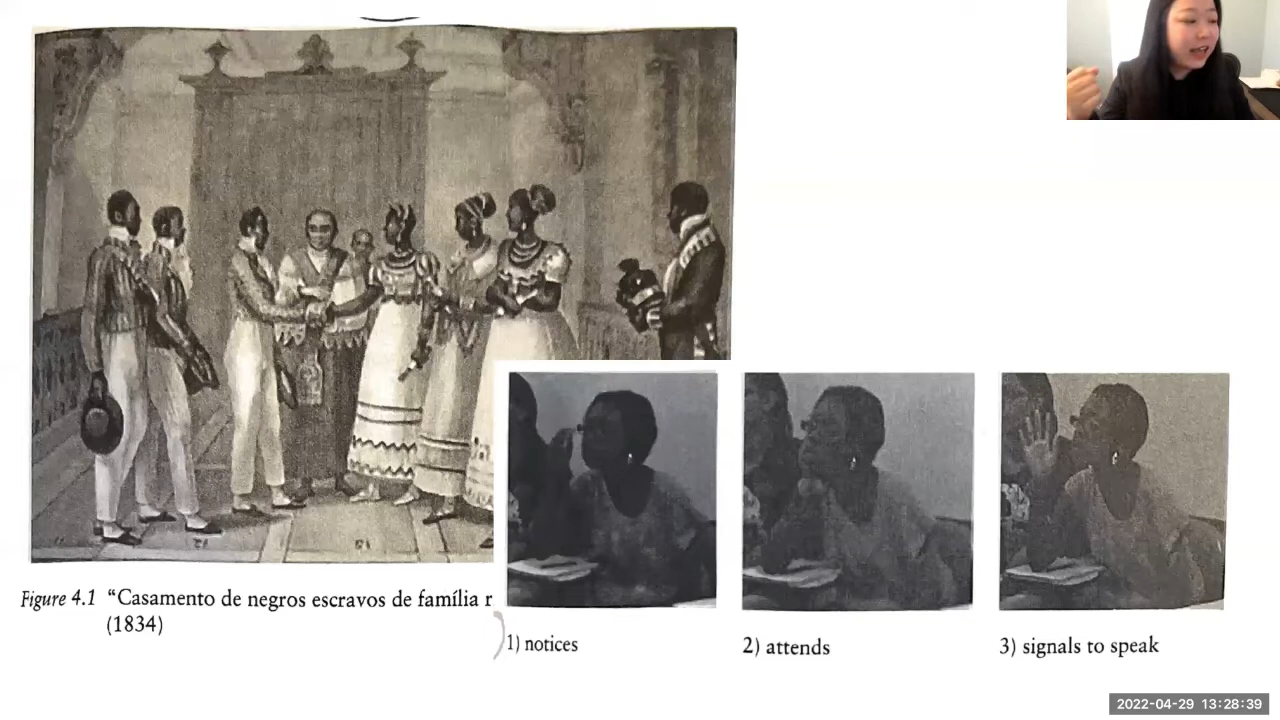 Figure 4.1 “Casamento de negros escravos de família r
(1834)
1) notices
2) attends
3) signals to speak
2022-04-29 13:28:39